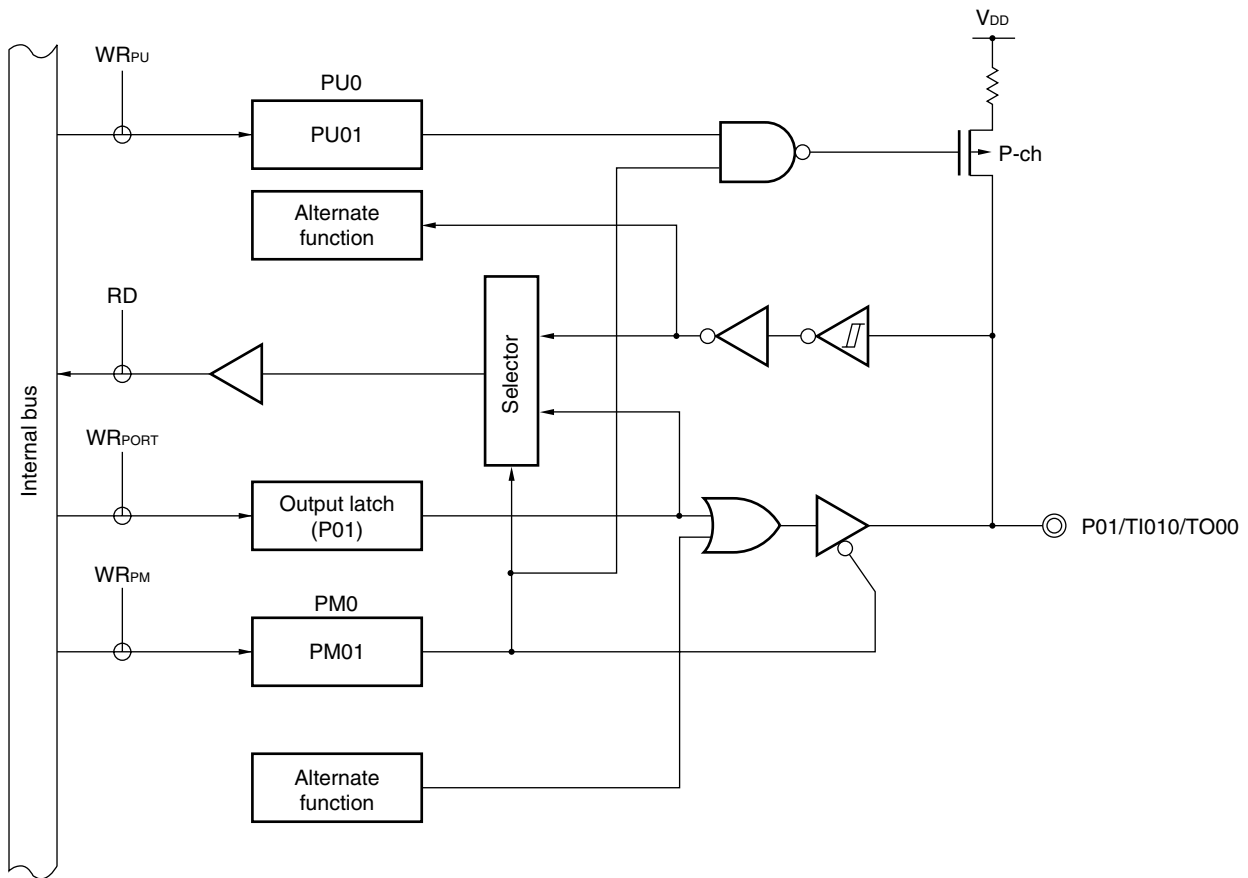 VDD
WRPU
PU0
PU01
P-ch
Alternate
function
RD
Selector
Internal bus
WRPORT
Output latch
(P01)
P01/TI010/TO00
WRPM
PM0
PM01
Alternate
function